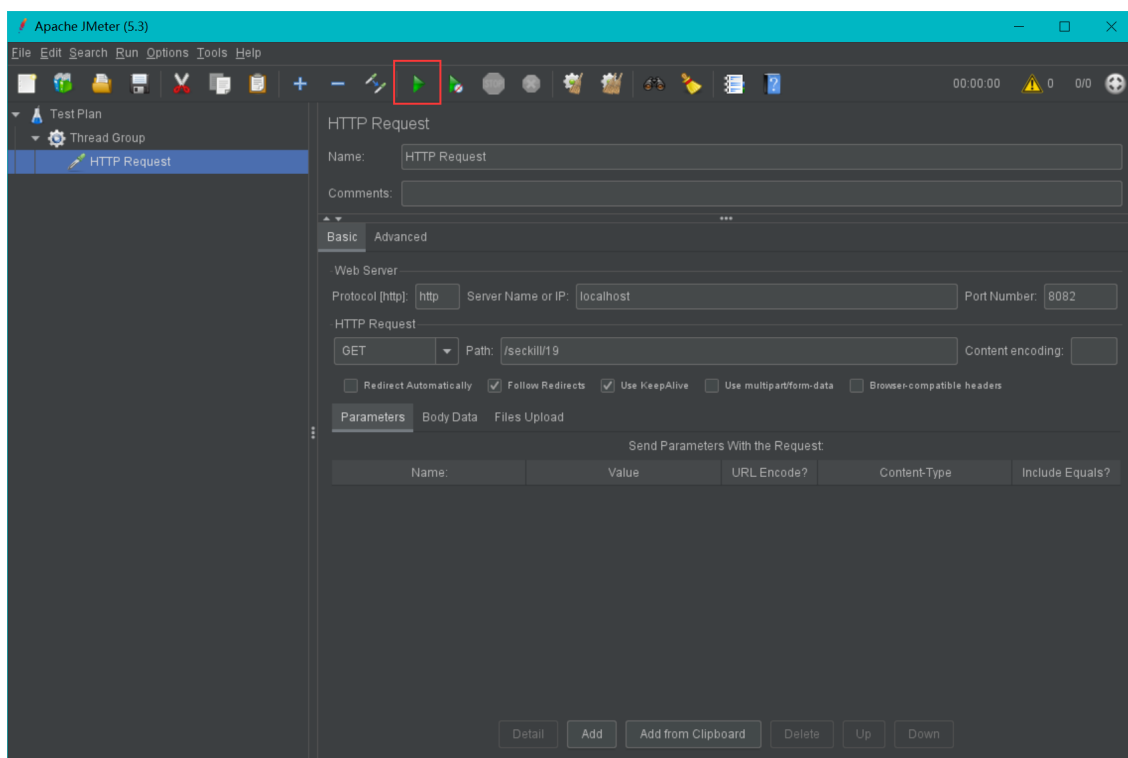 Apache JMeter (5.3)
File Edit Search Run Options Tools Help
STOP
00:00:00 0 0/0
Test Plan
Thread Group
HTTP Request
HTTP Request
Name: HTTP Request
Comments:
Basic Advanced
Web Server
Protocol [http]: http Server Name or IP: localhost Port Number: 8082
HTTP Request
GET Path: /seckill/19 Content encoding:
Redirect Automatically Follow Redirects Use KeepAlive Use multipart/form-data Browser-compatible headers
Parameters Body Data Files Upload
Send Parameters With the Request:
Name: Value URL Encode? Content-Type Include Equals?
Detail Add Add from Clipboard Delete Up Down